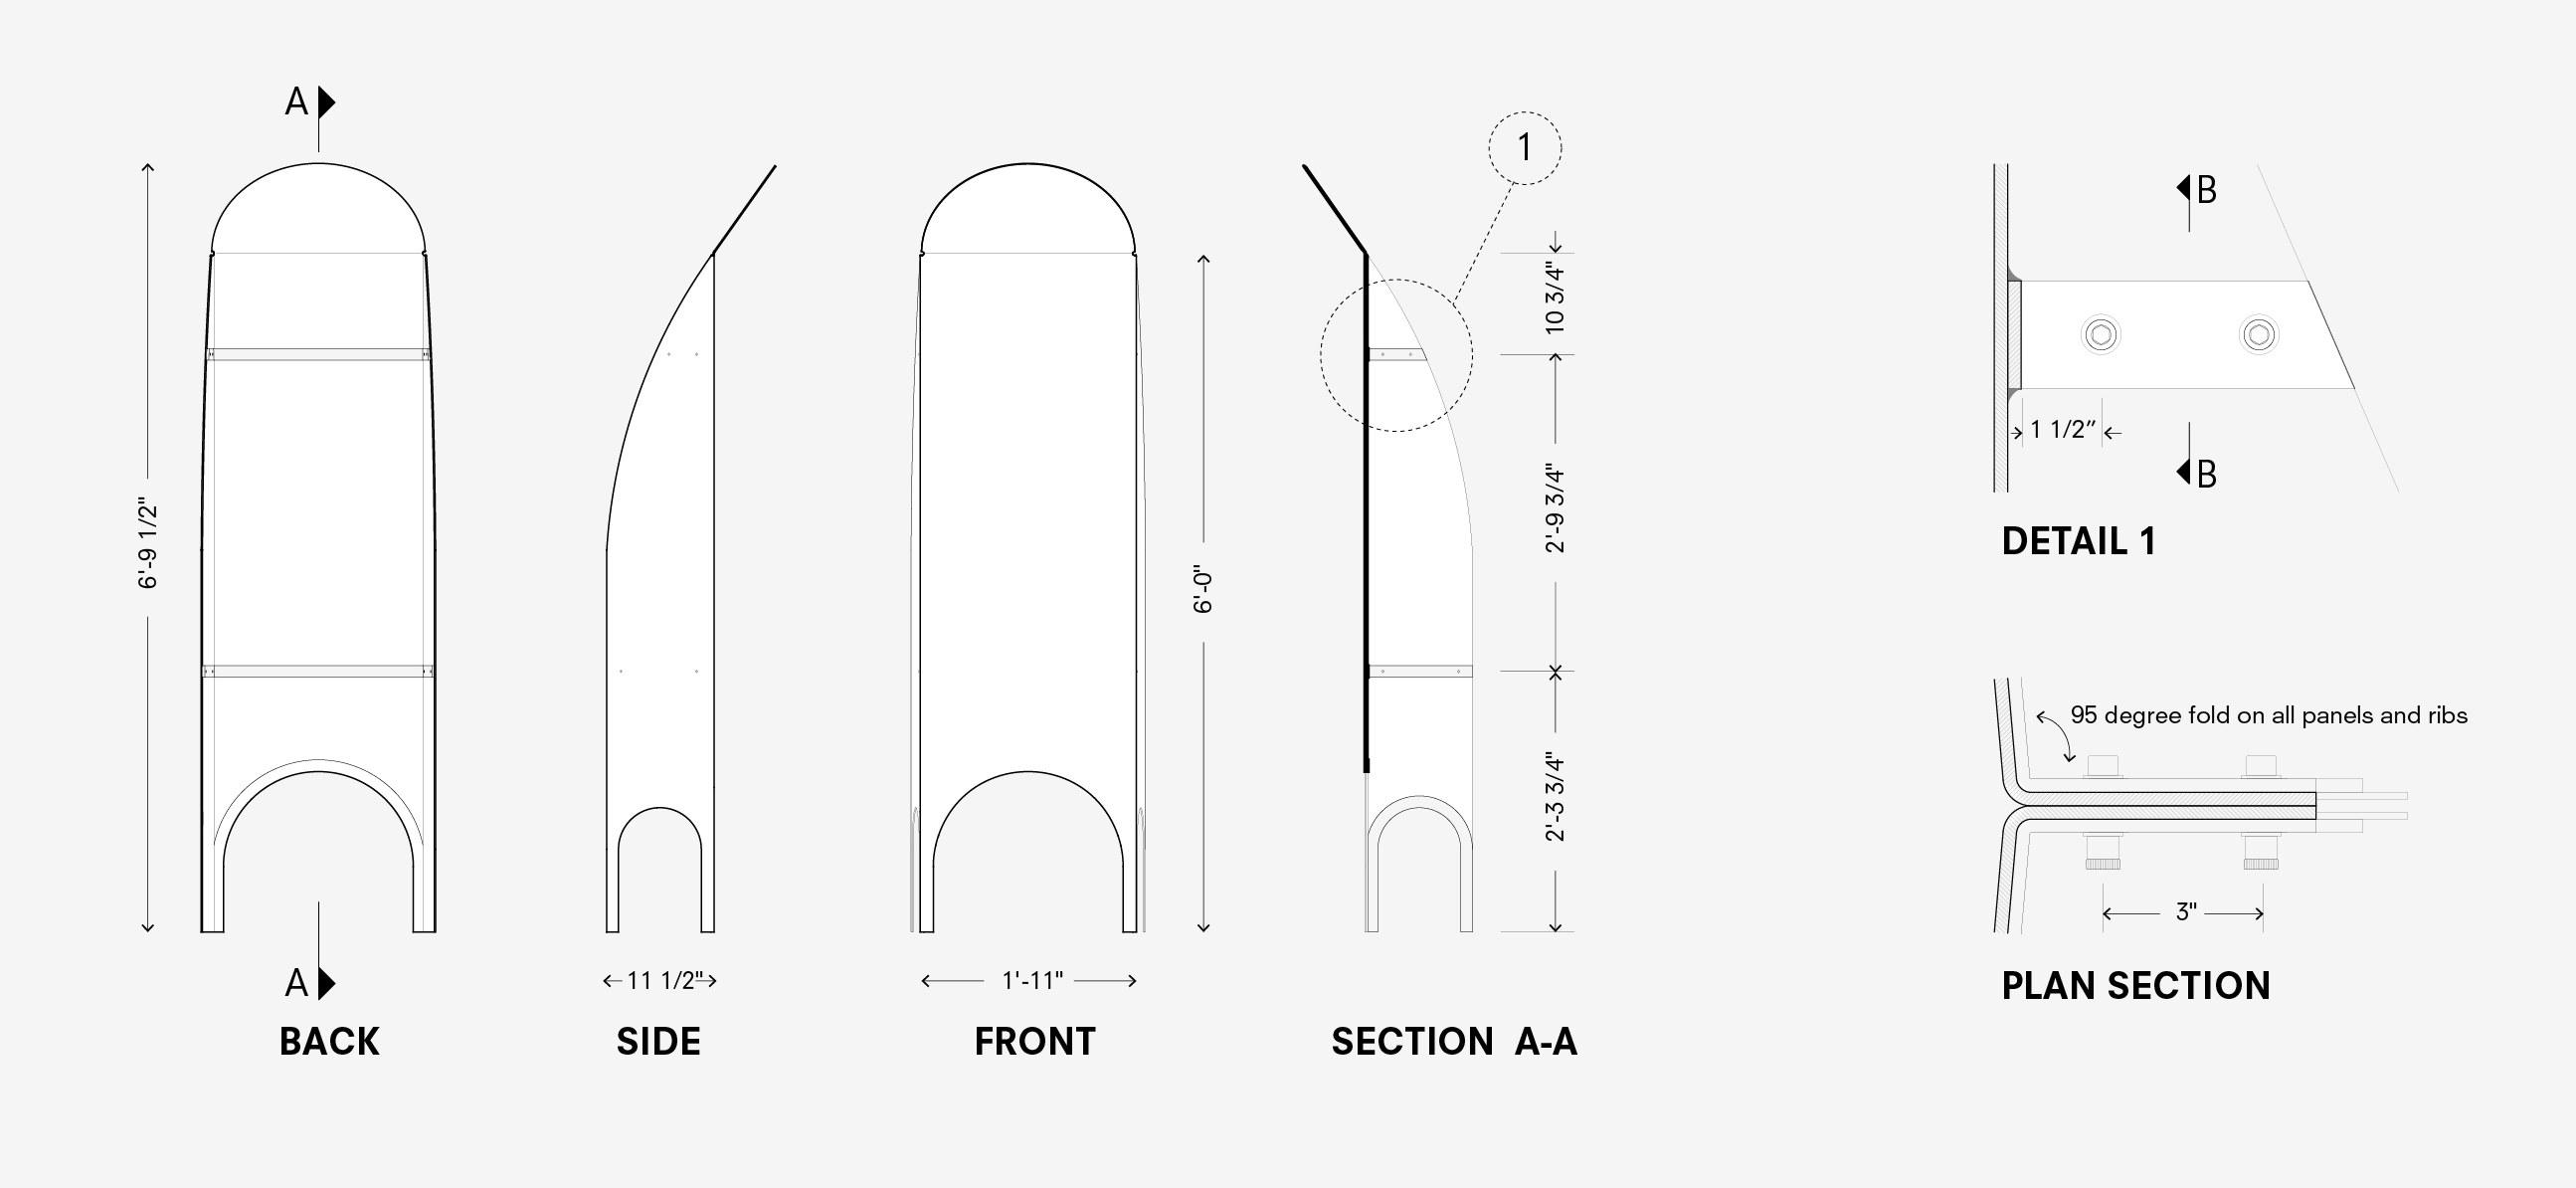 A
6'-9 1/2"
A
BACK
11 1/2"
SIDE
6'-0"
1'-11"
FRONT
1
10 3/4"
2'-9 3/4"
2'-3 3/4"
SECTION A-A
B
1 1/2”
B
DETAIL 1
95 degree fold on all panels and ribs
3"
PLAN SECTION